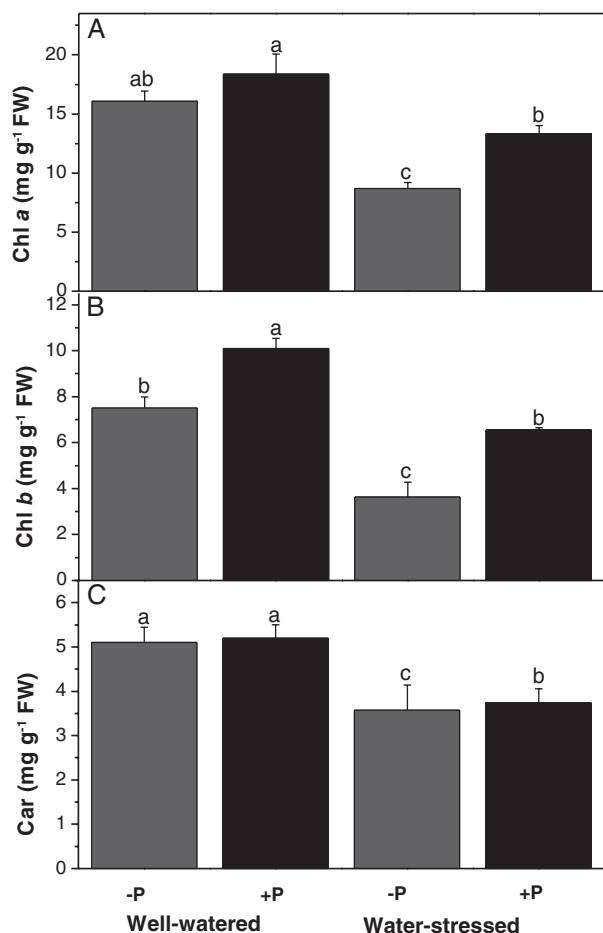 A
Chl a (mg g⁻¹ FW)
20
15
10
5
0
ab
a
c
b
B
Chl b (mg g⁻¹ FW)
12
10
8
6
4
2
0
b
a
c
b
C
Car (mg g⁻¹ FW)
6
5
4
3
2
1
0
a
a
c
b
-P
+P
-P
+P
Well-watered
Water-stressed